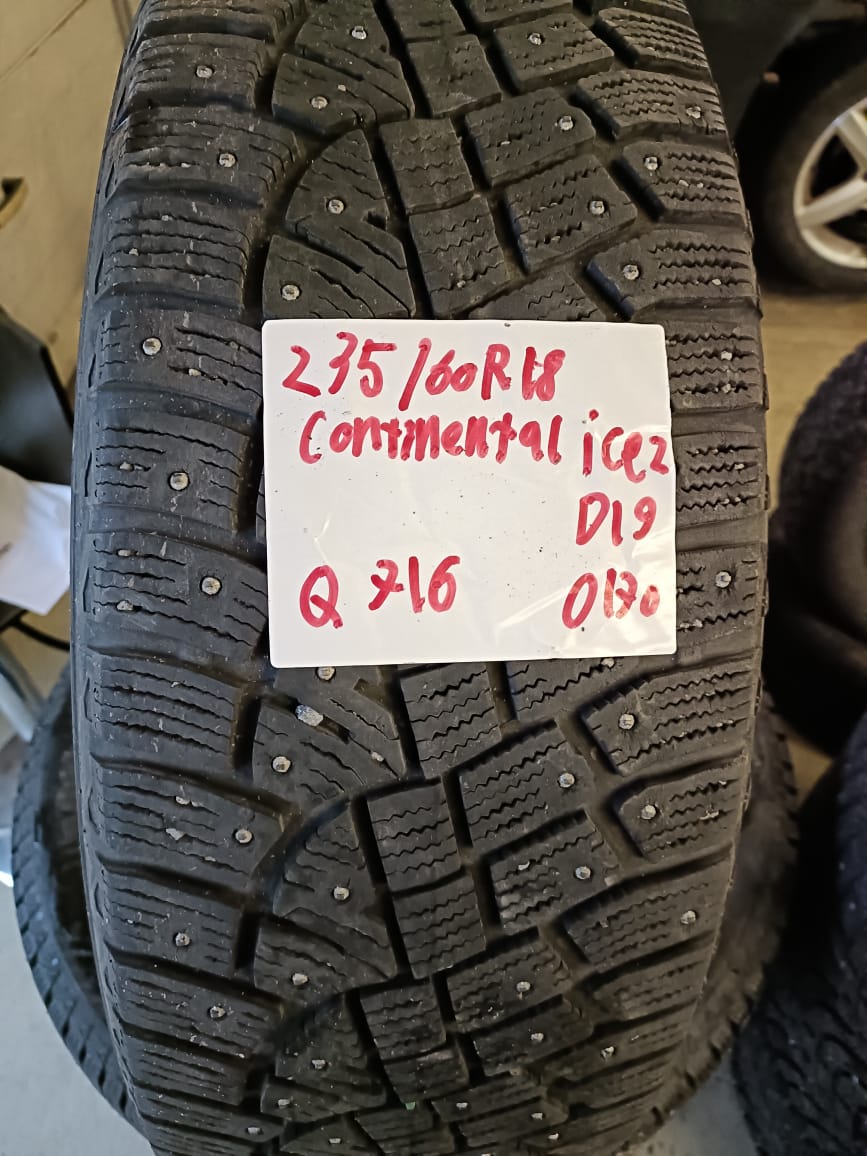 235/60R18
Continental ice2
D19
Q 716 0170